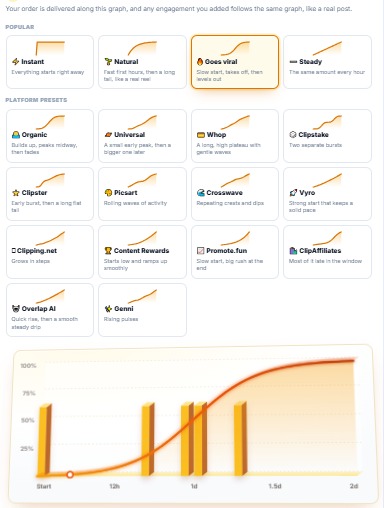 Your order is delivered along this graph, and any engagement you added follows the same graph, like a real post.
POPULAR
Instant
Everything starts right away
Natural
Fast first hours, then a long
tail, like a real reel
Goes viral
Slow start, takes off, then
levels out
Steady
The same amount every hour
PLATFORM PRESETS
Organic
Builds up, peaks midway,
then fades
Universal
A small early peak, then a
bigger one later
Whop
A long, high plateau with
gentle waves
Clipstake
Two separate bursts
Clipster
Early burst, then a long flat
tail
Picsart
Rolling waves of activity
Crosswave
Repeating crests and dips
Vyro
Strong start that keeps a
solid pace
Clipping.net
Grows in steps
Content Rewards
Starts low and ramps up
smoothly
Promote.fun
Slow start, big rush at the
end
ClipAffiliates
Most of it late in the window
Overlap AI
Quick rise, then a smooth
steady drip
Genni
Rising pulses
100%
75%
50%
25%
Start 12h 1d 1.5d 2d